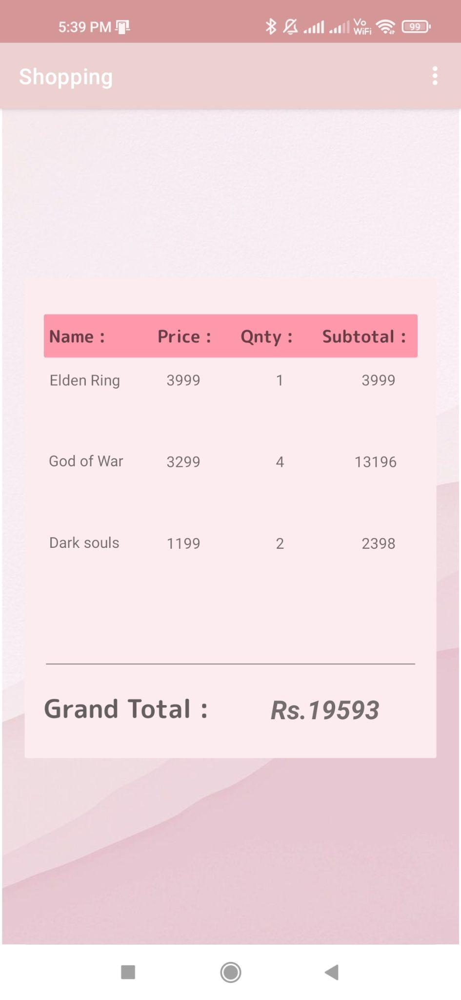 5:39 PM Vo WiFi 99
Shopping
Name : Price : Qnty : Subtotal :
Elden Ring 3999 1 3999
God of War 3299 4 13196
Dark souls 1199 2 2398
Grand Total : Rs.19593